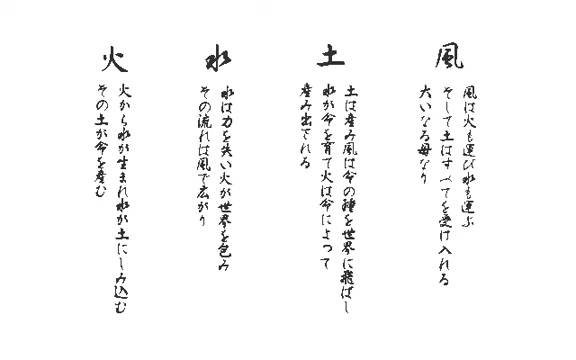 風
風は火も運び水も運ぶ
そして土はすべてを受け入れる
大いなる母なり
土
土は産み風は命の種を世界に飛ばし
水が命を育て火は命によって
産み出される
水
水は力を失い火が世界を包み
その流れは風で広がり
火
火から水が生まれ水が土にしみ込む
その土が命を産む